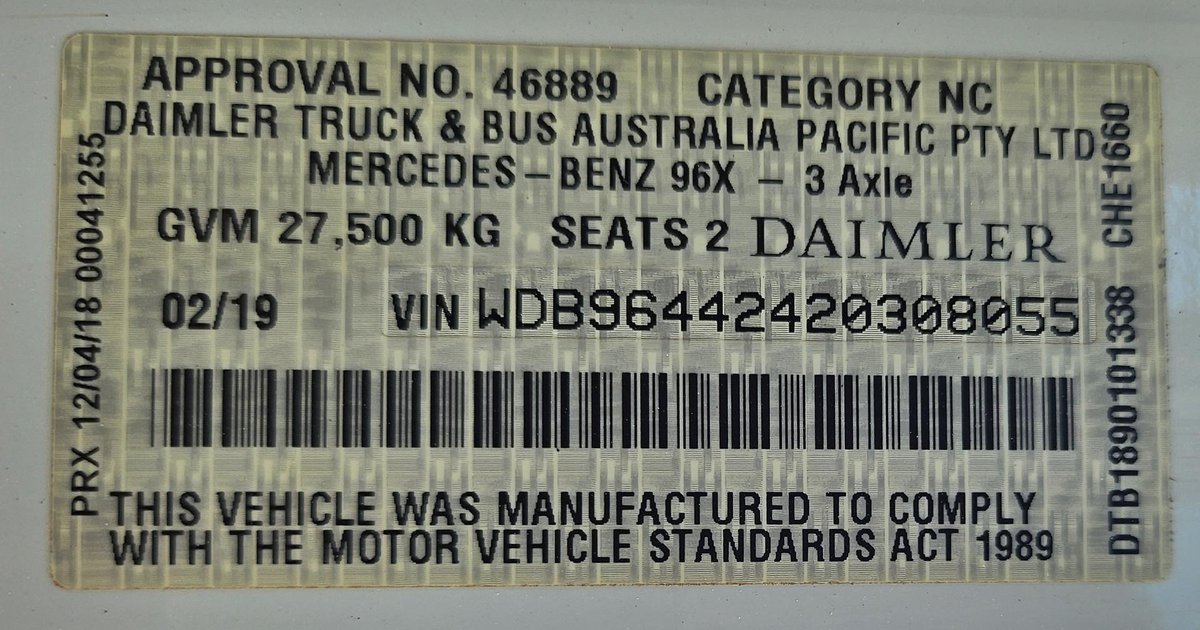 APPROVAL NO. 46889 CATEGORY NC
DAIMLER TRUCK & BUS AUSTRALIA PACIFIC PTY LTD
MERCEDES-BENZ 96X - 3 Axle
GVM 27,500 KG SEATS 2 DAIMLER
02/19 VIN WDB96442420308055
THIS VEHICLE WAS MANUFACTURED TO COMPLY
WITH THE MOTOR VEHICLE STANDARDS ACT 1989
PRX 12/04/18 00041255
DTB1890101338 CHE1660